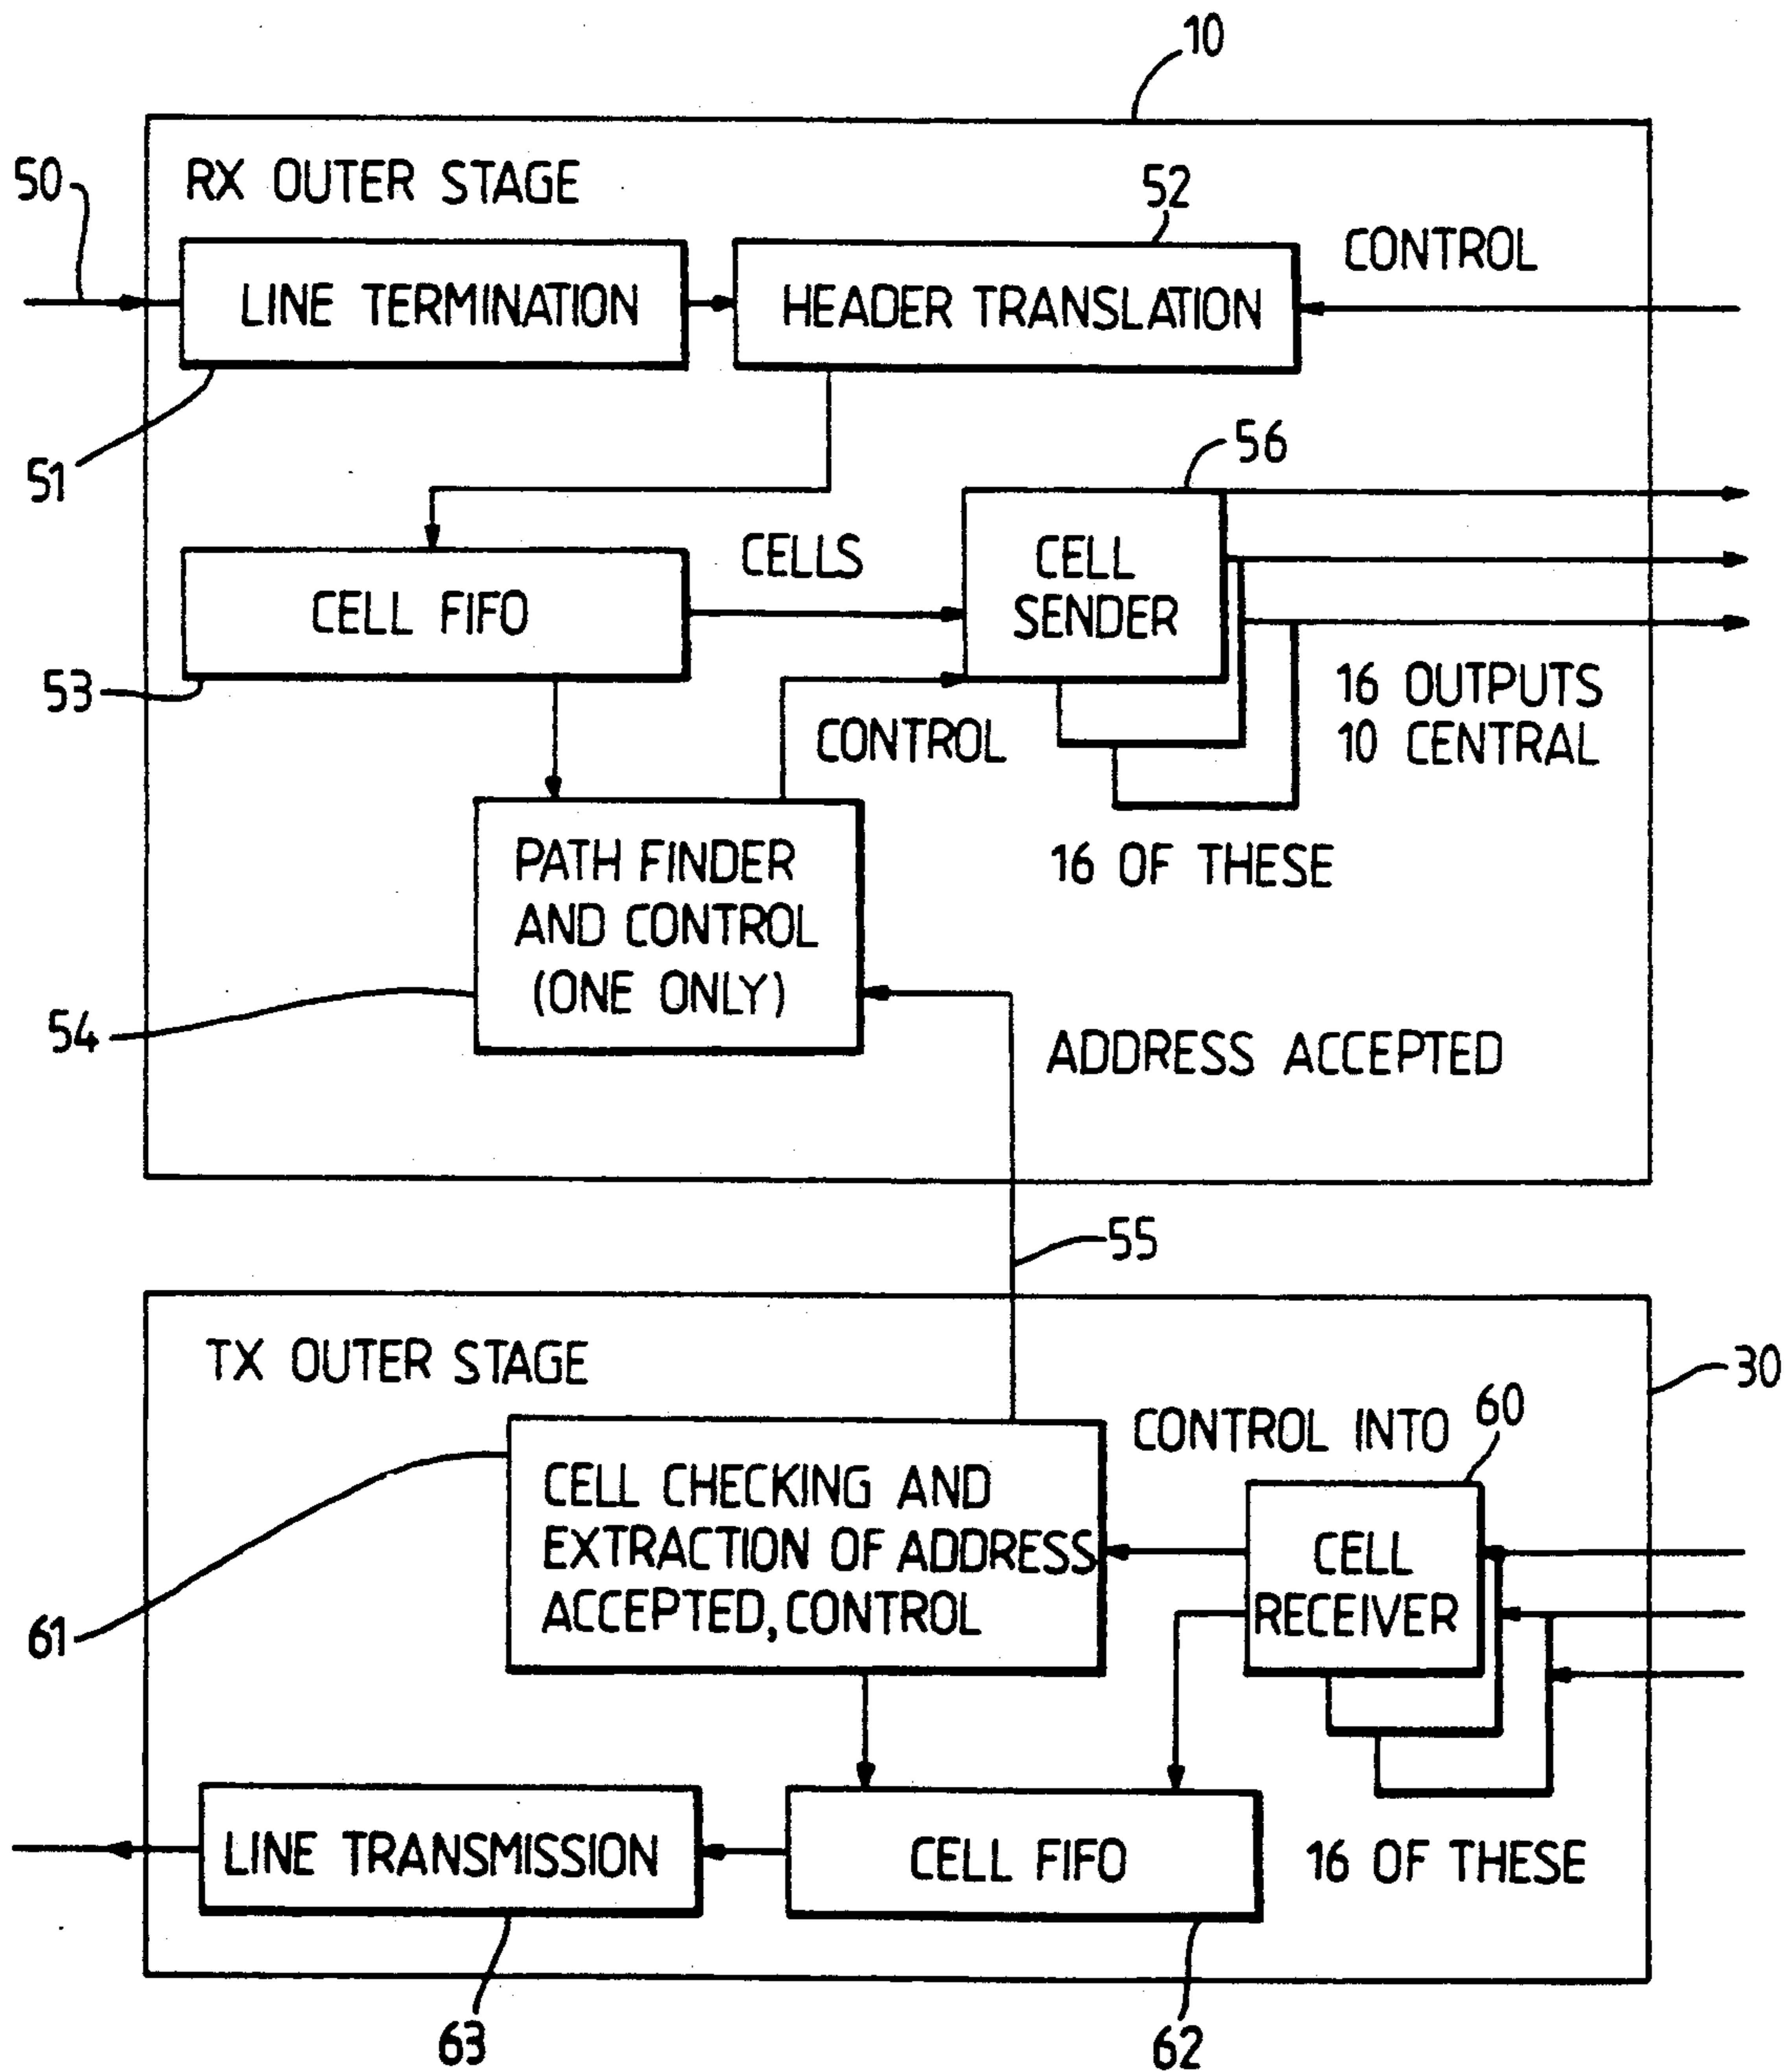 10
50
RX OUTER STAGE
52
CONTROL
LINE TERMINATION
HEADER TRANSLATION
51
56
CELLS
CELL
SENDER
CELL FIFO
53
CONTROL
16 OUTPUTS
10 CENTRAL
PATH FINDER
AND CONTROL
(ONE ONLY)
16 OF THESE
54
ADDRESS ACCEPTED
55
TX OUTER STAGE
30
CONTROL INTO
60
CELL CHECKING AND
EXTRACTION OF ADDRESS
ACCEPTED, CONTROL
CELL
RECEIVER
61
LINE TRANSMISSION
CELL FIFO
16 OF THESE
63
62